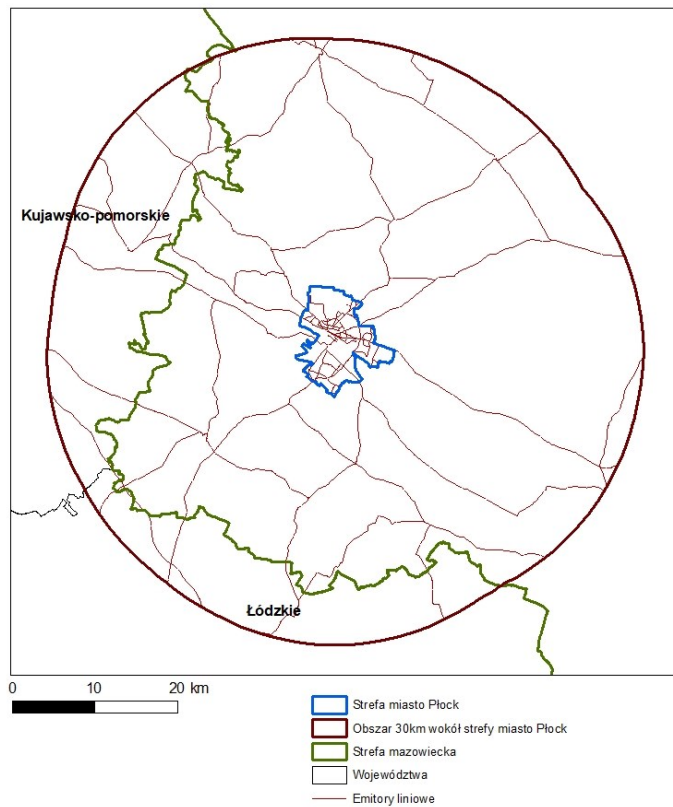 Kujawsko-pomorskie
Łódzkie
0 10 20 km
Strefa miasto Płock
Obszar 30km wokół strefy miasto Płock
Strefa mazowiecka
Województwa
Emitory liniowe